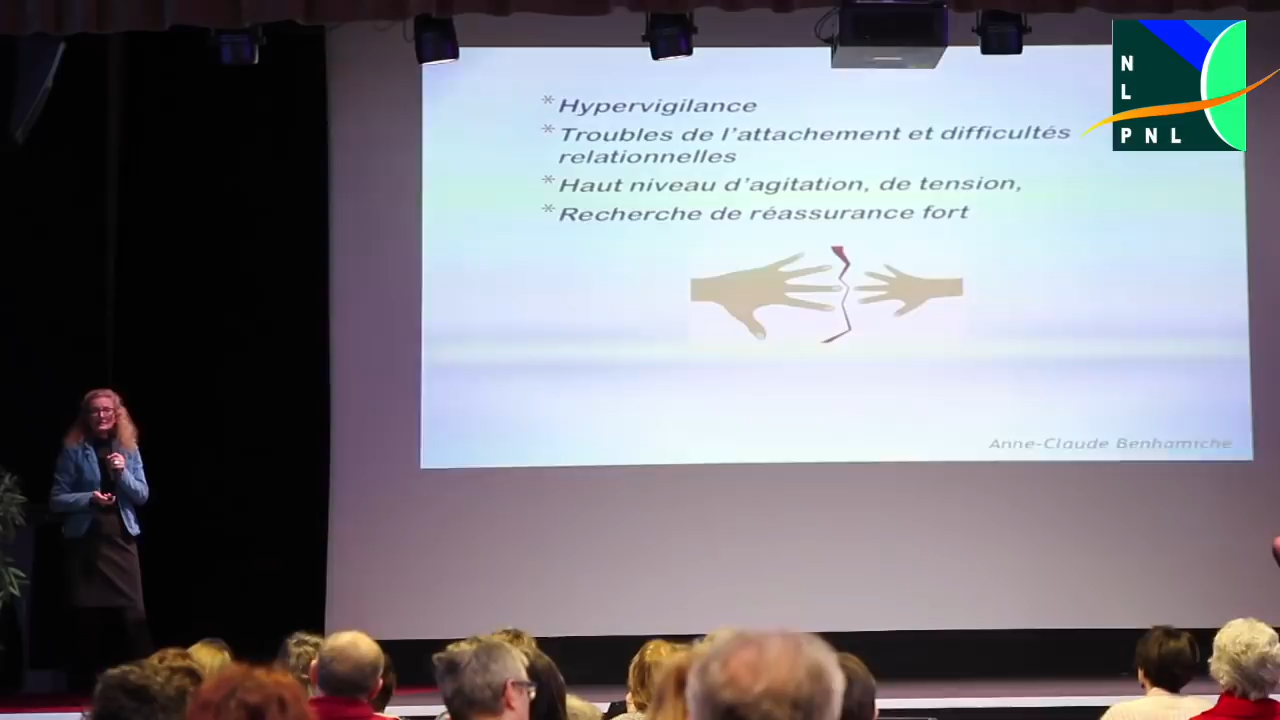 * Hypervigilance
* Troubles de l'attachement et difficultés
relationnelles
* Haut niveau d'agitation, de tension,
* Recherche de réassurance fort
Anne-Claude Benhamiche
N
L
P N L